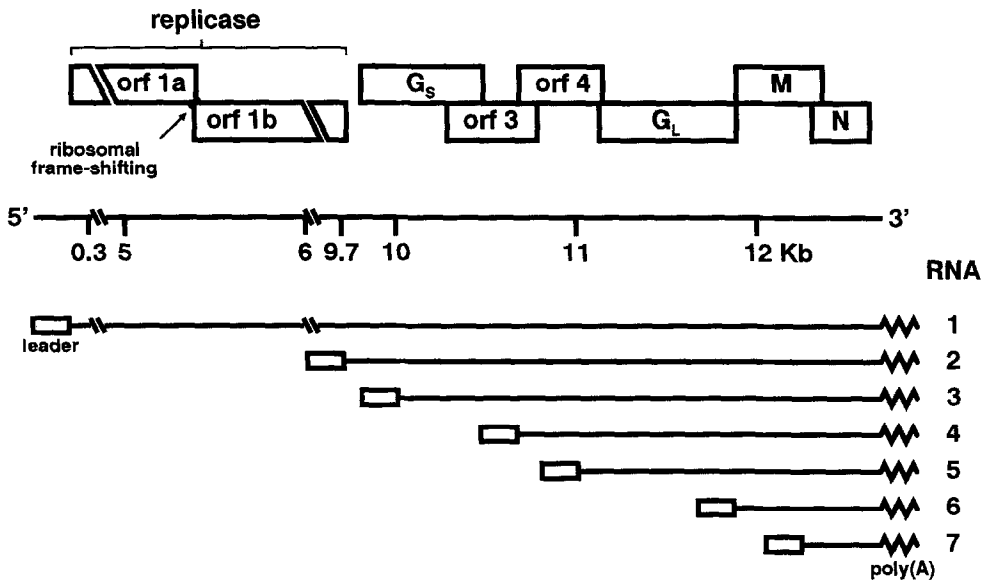 replicase
orf 1a
G_S
orf 4
M
orf 1b
orf 3
G_L
N
ribosomal
frame-shifting
5’
3’
0.3 5 6 9.7 10 11 12 Kb
RNA
1
leader
2
3
4
5
6
7
poly(A)